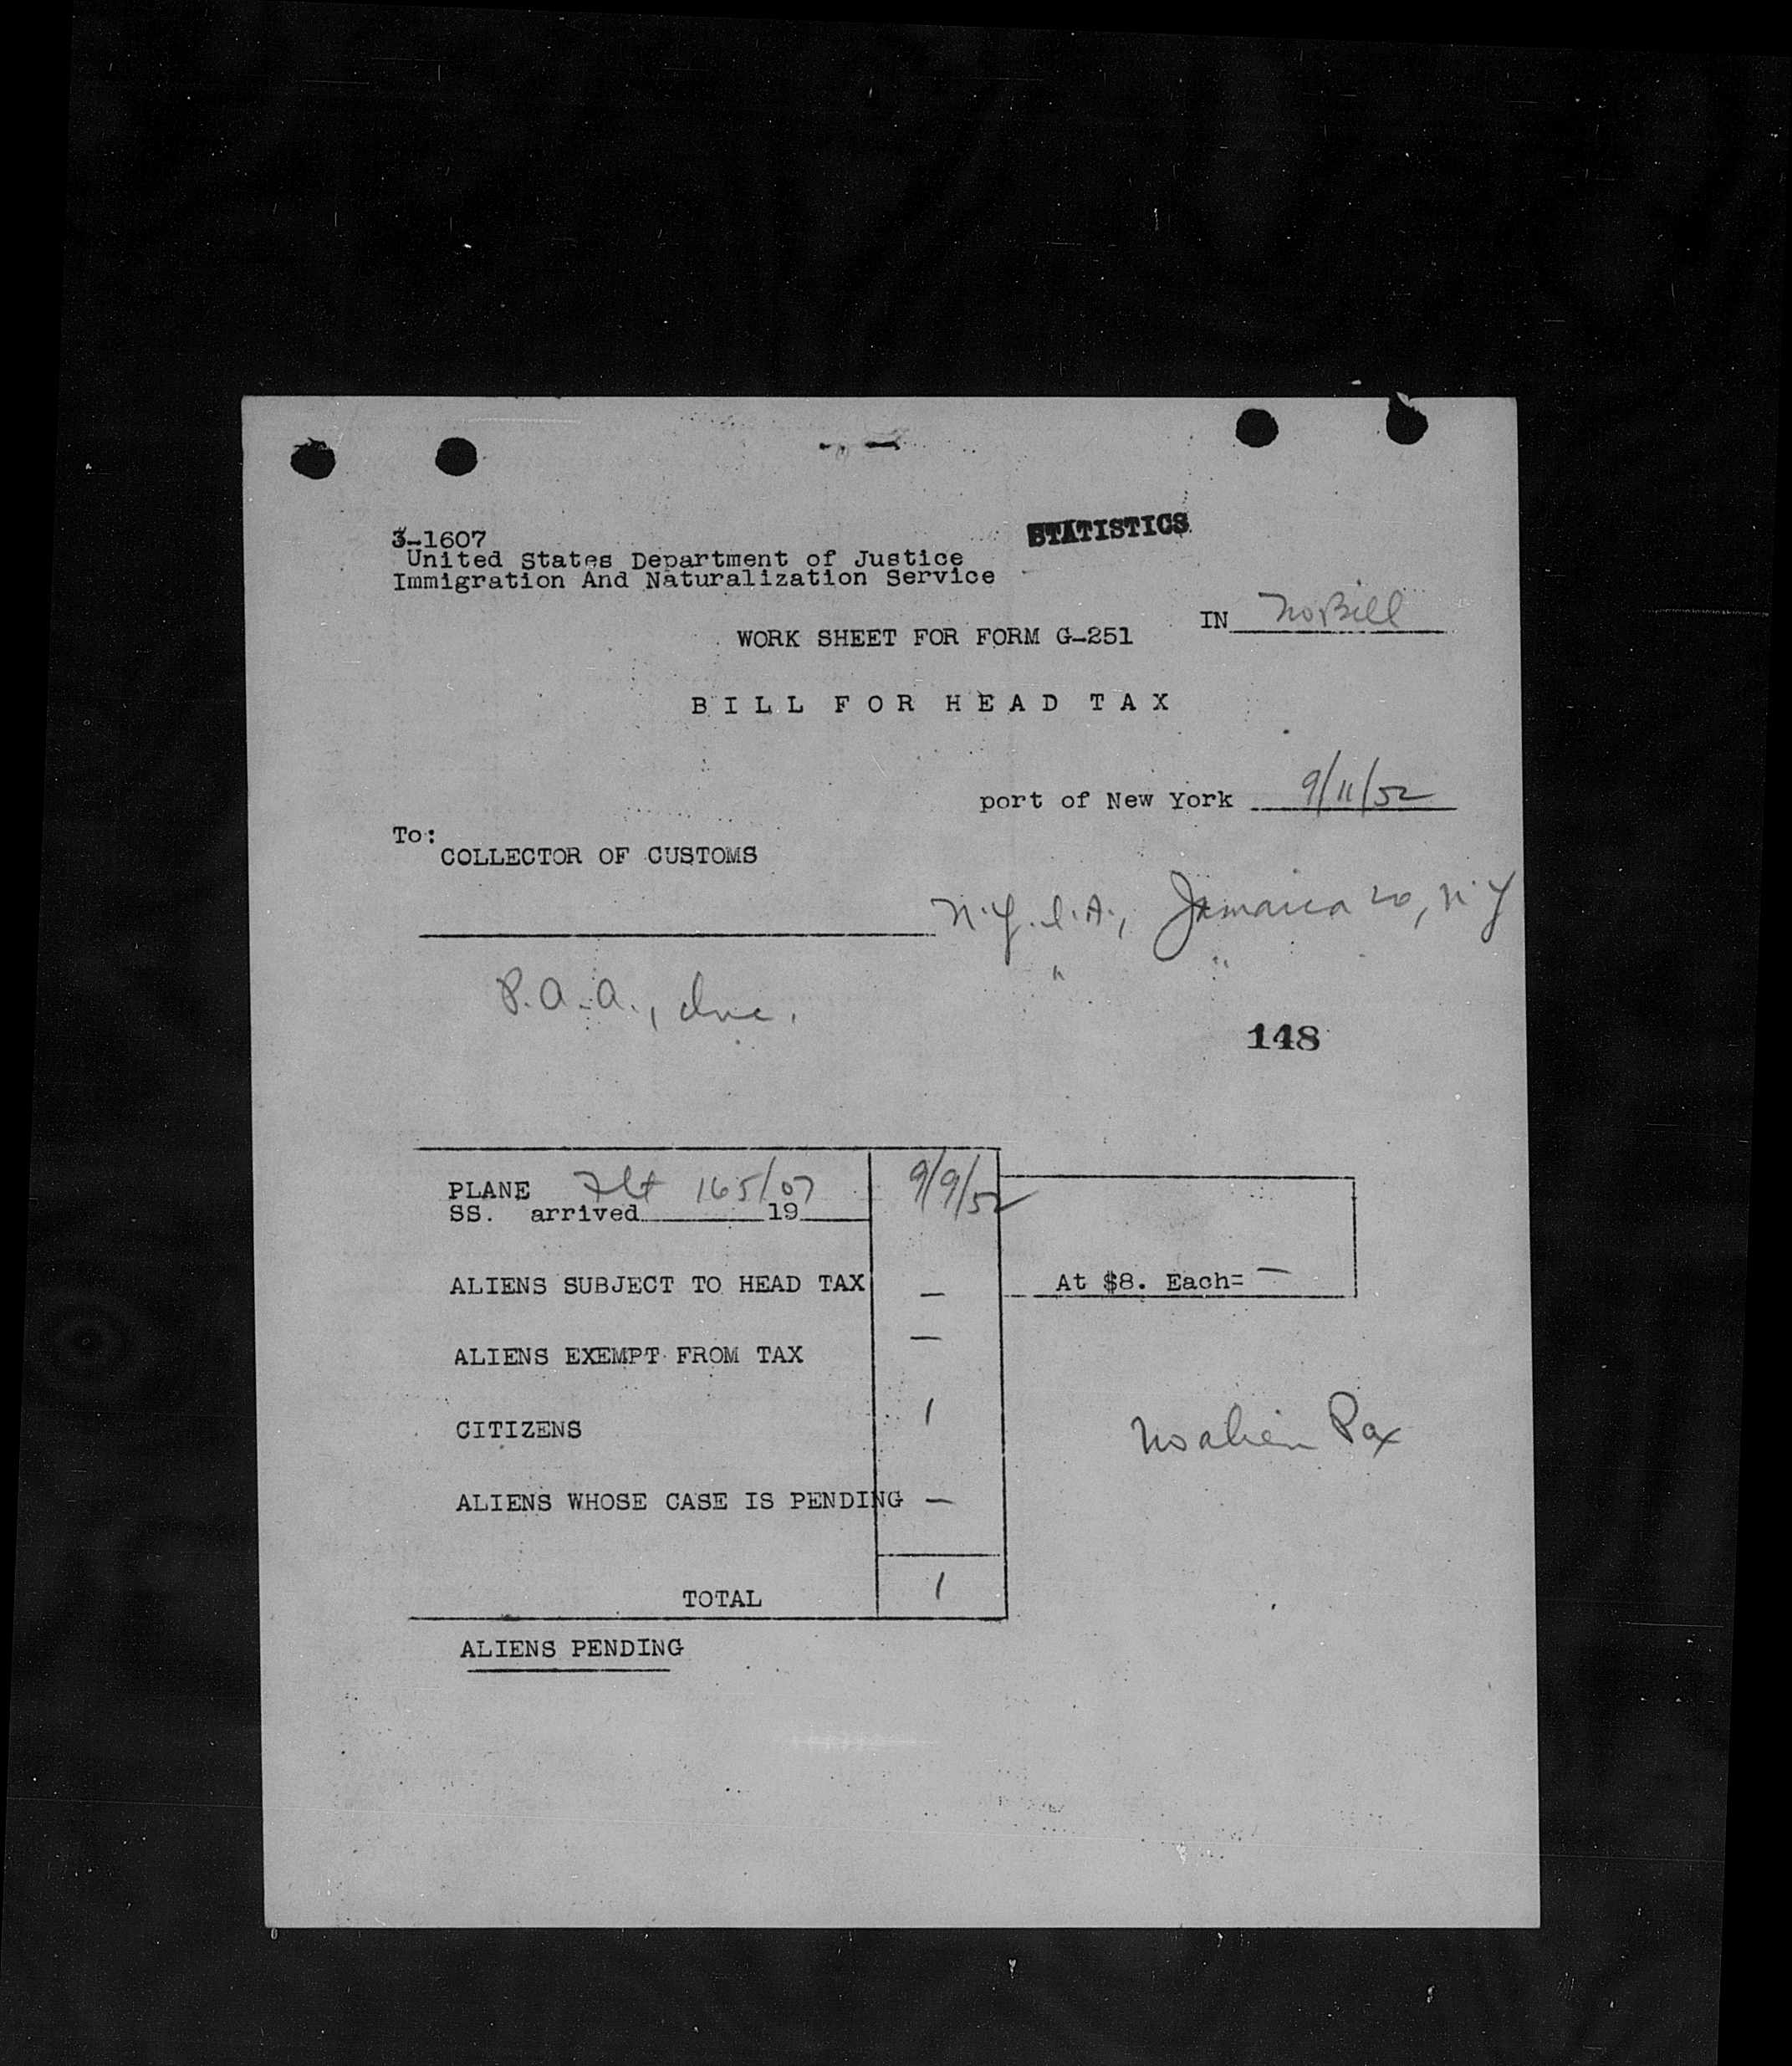 3-1607
STATISTICS
United States Department of Justice
Immigration And Naturalization Service
IN No Bill
WORK SHEET FOR FORM G-251
BILL FOR HEAD TAX
port of New York 9/11/52
To:
COLLECTOR OF CUSTOMS
N.Y.I.A., Jamaica 20, N.Y
" "
P.A.A., Inc.
148
PLANE Flt 165/07 9/9/52
SS. arrived 19
ALIENS SUBJECT TO HEAD TAX — At $8. Each= —
ALIENS EXEMPT FROM TAX —
CITIZENS 1
No alien Pax
ALIENS WHOSE CASE IS PENDING —
TOTAL 1
ALIENS PENDING